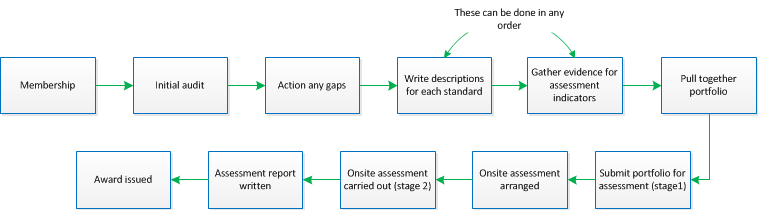 These can be done in any
order
Membership
Initial audit
Action any gaps
Write descriptions
for each standard
Gather evidence for
assessment
indicators
Pull together
portfolio
Award issued
Assessment report
written
Onsite assessment
carried out (stage 2)
Onsite assessment
arranged
Submit portfolio for
assessment (stage1)